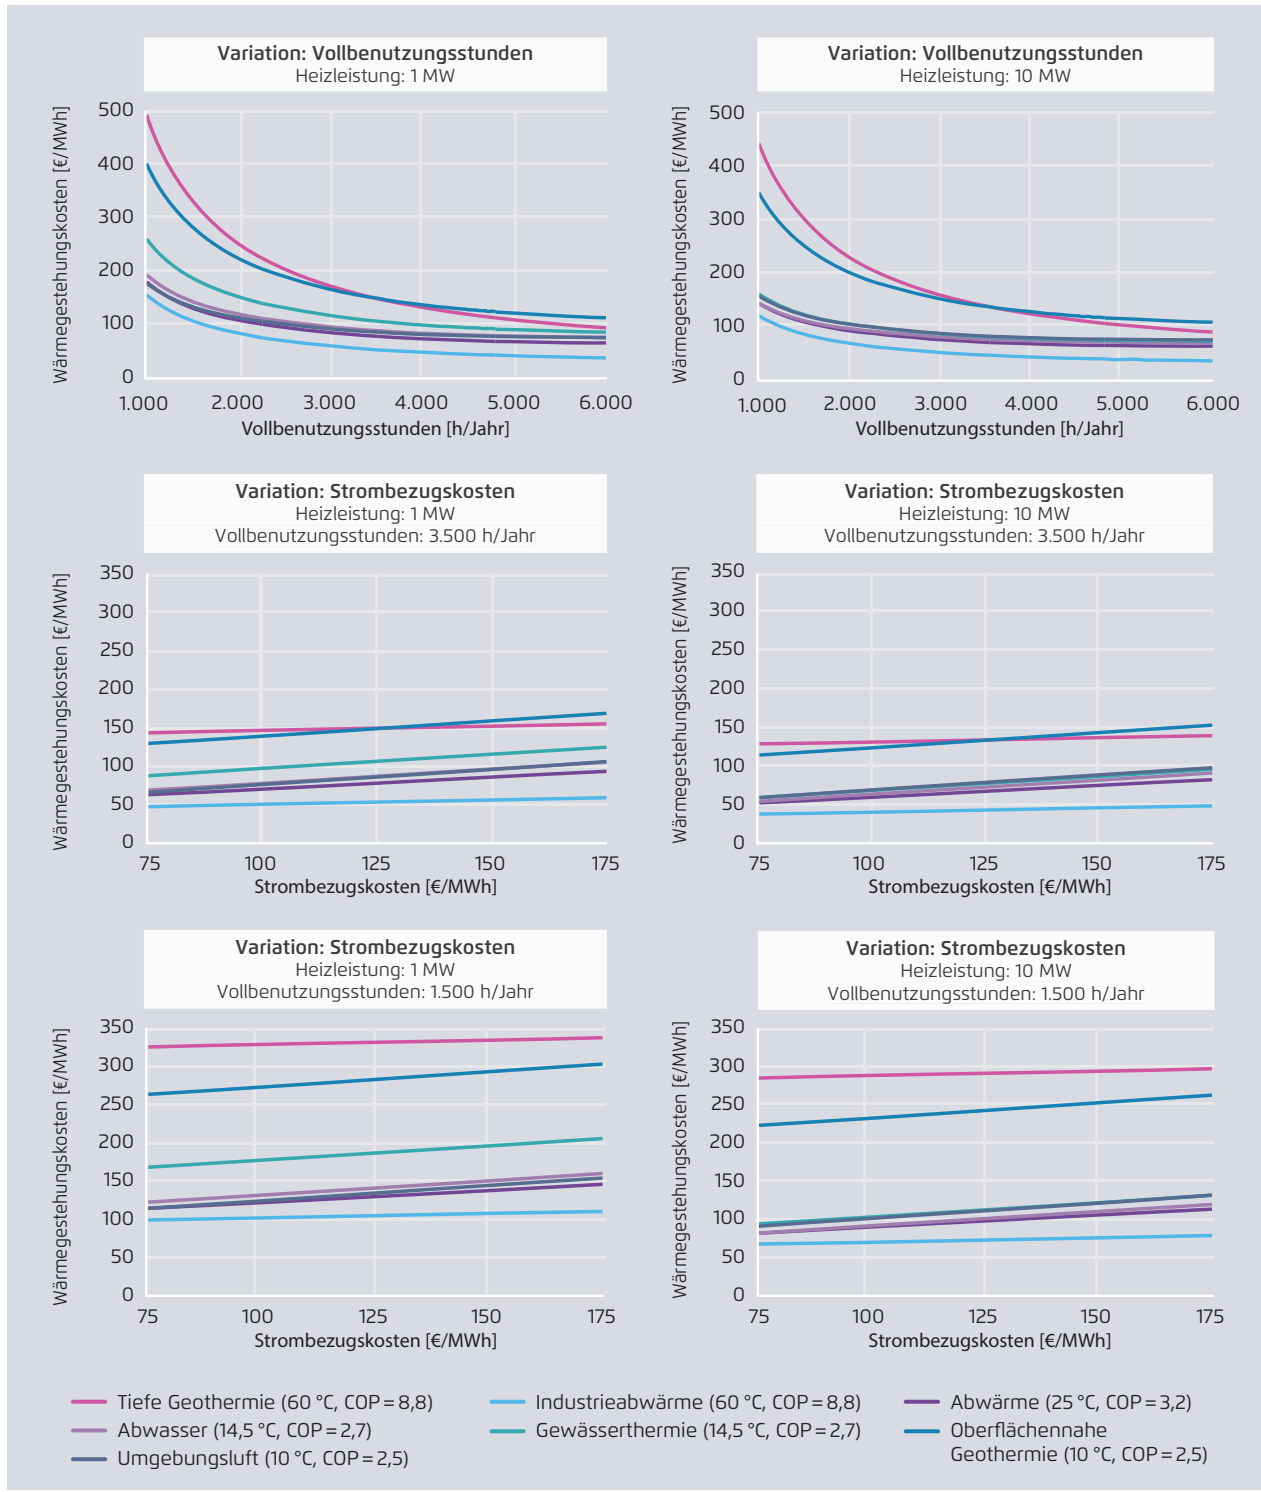 Variation: Vollbenutzungsstunden
Heizleistung: 1 MW
Wärmegestehungskosten [€/MWh]
500
400
300
200
100
0
1.000 2.000 3.000 4.000 5.000 6.000
Vollbenutzungsstunden [h/Jahr]
Variation: Vollbenutzungsstunden
Heizleistung: 10 MW
Wärmegestehungskosten [€/MWh]
500
400
300
200
100
0
1.000 2.000 3.000 4.000 5.000 6.000
Vollbenutzungsstunden [h/Jahr]
Variation: Strombezugskosten
Heizleistung: 1 MW
Vollbenutzungsstunden: 3.500 h/Jahr
Wärmegestehungskosten [€/MWh]
350
300
250
200
150
100
50
0
75 100 125 150 175
Strombezugskosten [€/MWh]
Variation: Strombezugskosten
Heizleistung: 10 MW
Vollbenutzungsstunden: 3.500 h/Jahr
Wärmegestehungskosten [€/MWh]
350
300
250
200
150
100
50
0
75 100 125 150 175
Strombezugskosten [€/MWh]
Variation: Strombezugskosten
Heizleistung: 1 MW
Vollbenutzungsstunden: 1.500 h/Jahr
Wärmegestehungskosten [€/MWh]
350
300
250
200
150
100
50
0
75 100 125 150 175
Strombezugskosten [€/MWh]
Variation: Strombezugskosten
Heizleistung: 10 MW
Vollbenutzungsstunden: 1.500 h/Jahr
Wärmegestehungskosten [€/MWh]
350
300
250
200
150
100
50
0
75 100 125 150 175
Strombezugskosten [€/MWh]
Tiefe Geothermie (60 °C, COP = 8,8)
Abwasser (14,5 °C, COP = 2,7)
Umgebungsluft (10 °C, COP = 2,5)
Industrieabwärme (60 °C, COP = 8,8)
Gewässerthermie (14,5 °C, COP = 2,7)
Abwärme (25 °C, COP = 3,2)
Oberflächennahe
Geothermie (10 °C, COP = 2,5)